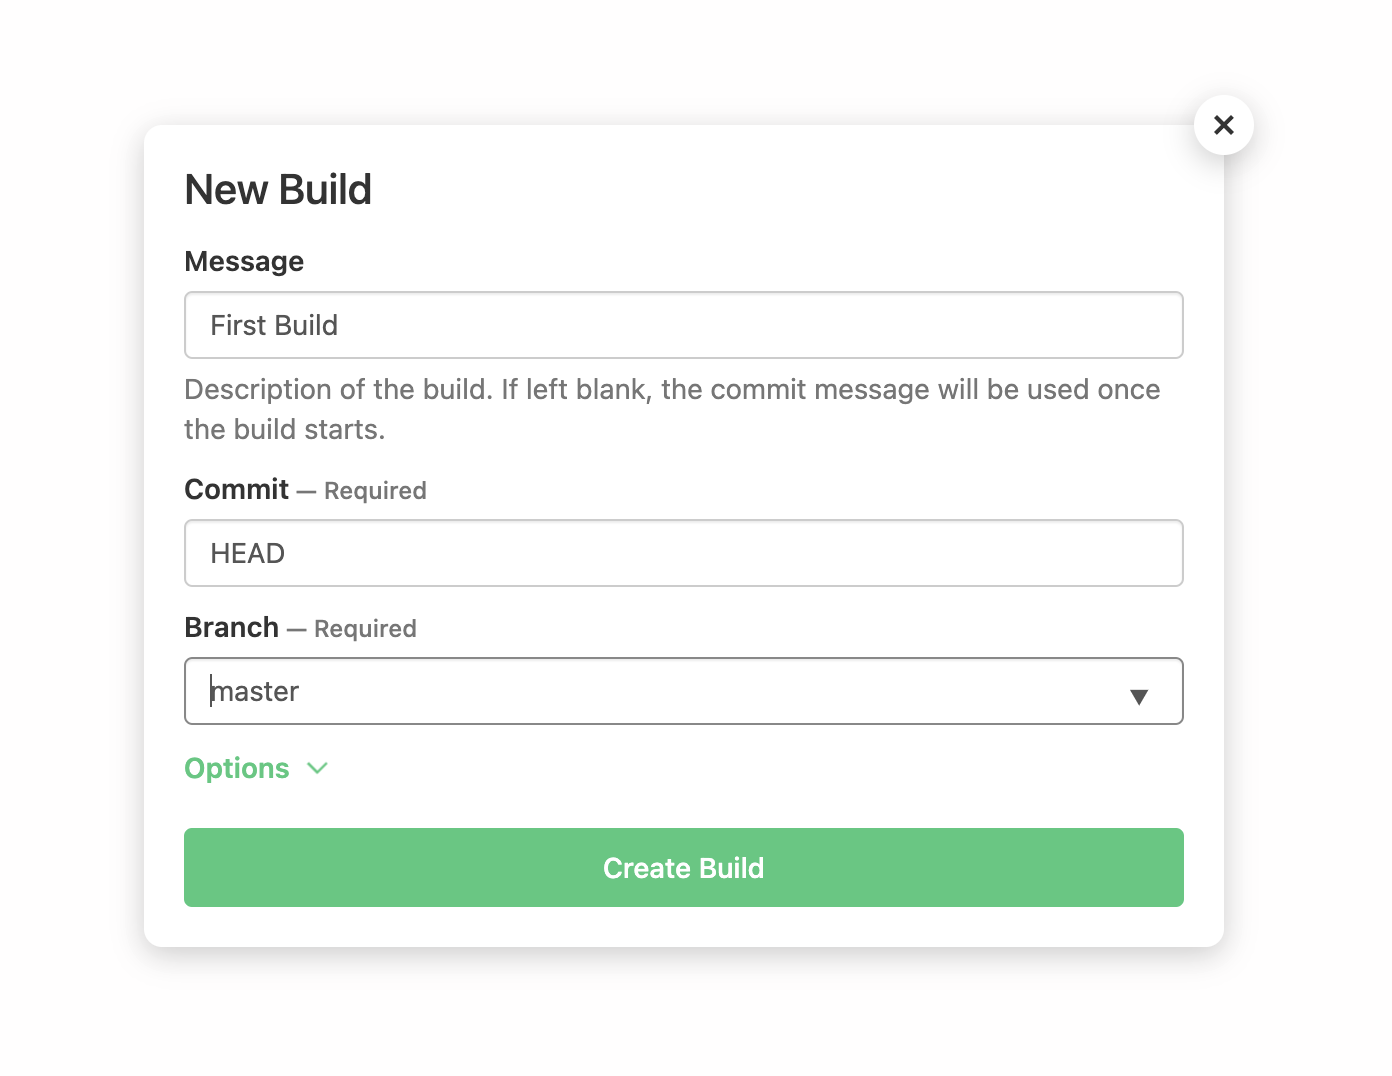 New Build
Message
First Build
Description of the build. If left blank, the commit message will be used once
the build starts.
Commit — Required
HEAD
Branch — Required
master
Options
Create Build